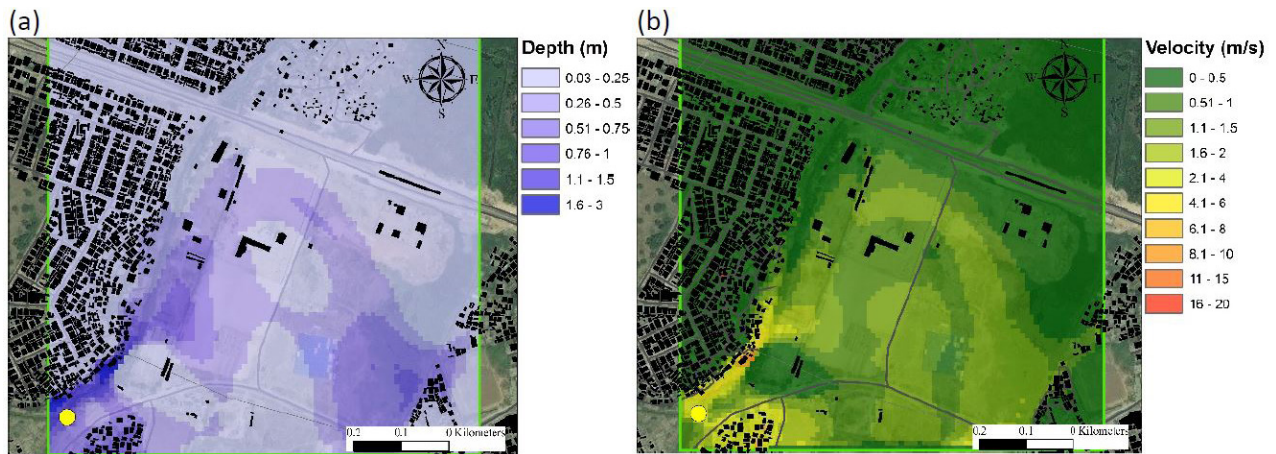 (a)
N
W E
S
Depth (m)
0.03 - 0.25
0.26 - 0.5
0.51 - 0.75
0.76 - 1
1.1 - 1.5
1.6 - 3
0.2 0.1 0 Kilometers
(b)
N
W E
S
Velocity (m/s)
0 - 0.5
0.51 - 1
1.1 - 1.5
1.6 - 2
2.1 - 4
4.1 - 6
6.1 - 8
8.1 - 10
11 - 15
16 - 20
0.2 0.1 0 Kilometers